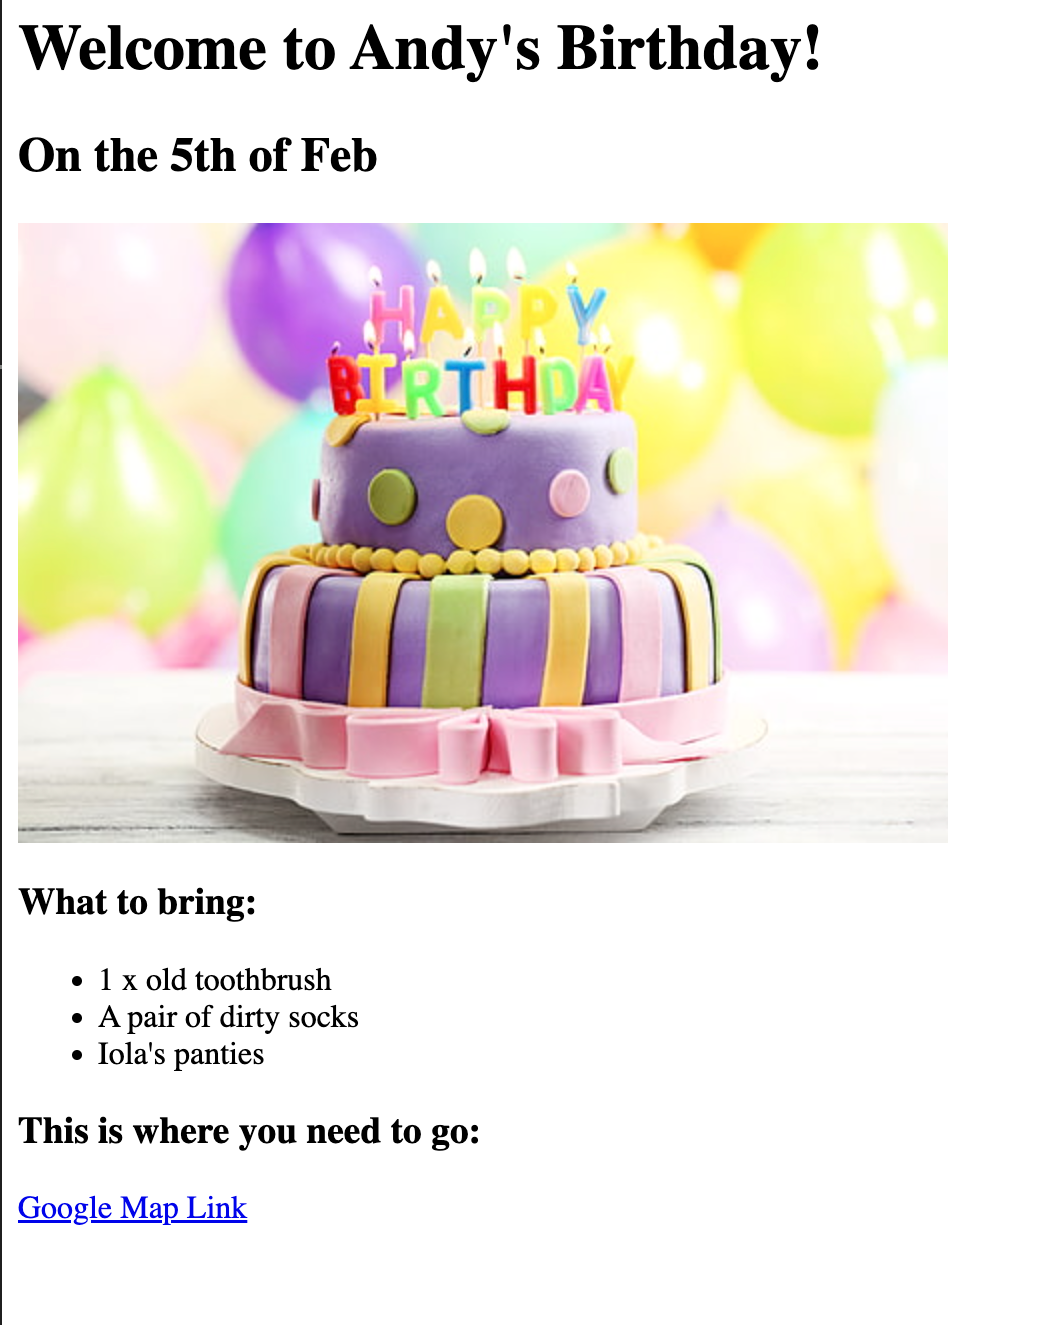 Welcome to Andy's Birthday!
On the 5th of Feb
HAPPY
BIRTHDAY
What to bring:
1 x old toothbrush
A pair of dirty socks
Iola's panties
This is where you need to go:
Google Map Link